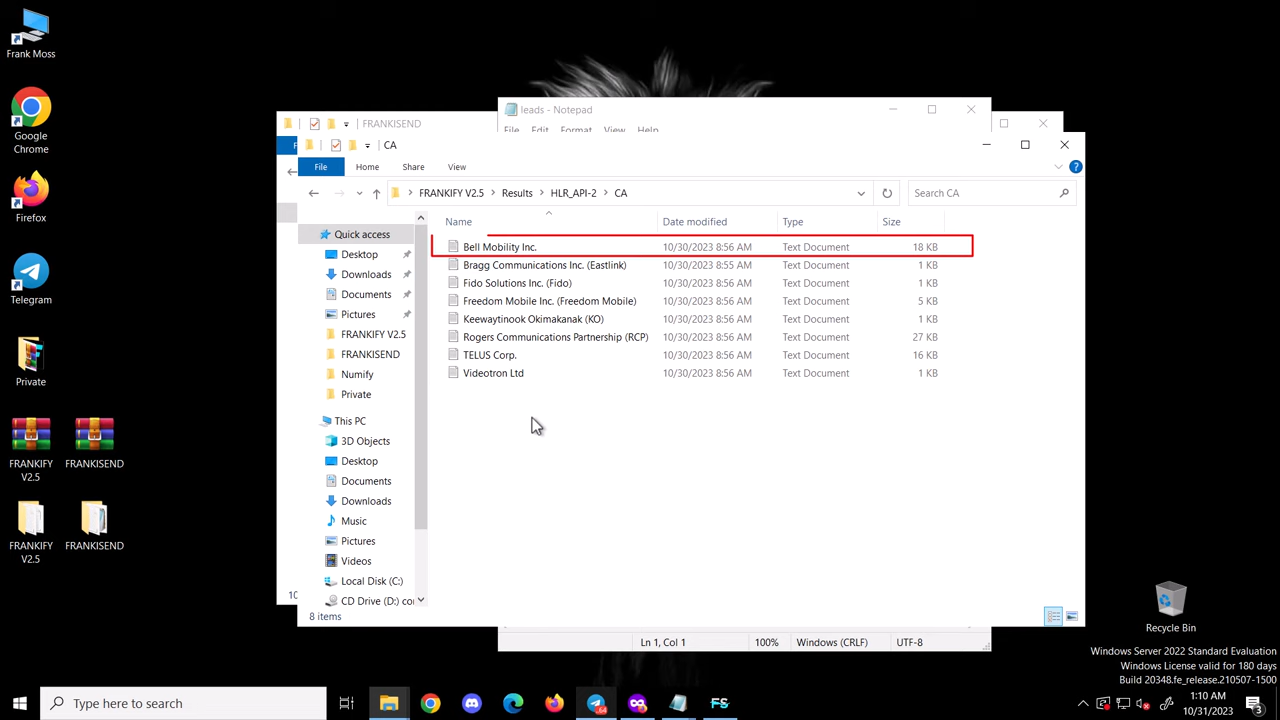 Frank Moss
Google
Chrome
Firefox
Telegram
Private
FRANKIFY
V2.5
FRANKISEND
FRANKIFY
V2.5
FRANKISEND
FRANKISEND
leads - Notepad
File Edit Format View Help
F
CA
File Home Share View
FRANKIFY V2.5 Results HLR_API-2 CA
Search CA
Name Date modified Type Size
Bell Mobility Inc. 10/30/2023 8:56 AM Text Document 18 KB
Bragg Communications Inc. (Eastlink) 10/30/2023 8:55 AM Text Document 1 KB
Fido Solutions Inc. (Fido) 10/30/2023 8:56 AM Text Document 1 KB
Freedom Mobile Inc. (Freedom Mobile) 10/30/2023 8:56 AM Text Document 5 KB
Keewaytinook Okimakanak (KO) 10/30/2023 8:56 AM Text Document 1 KB
Rogers Communications Partnership (RCP) 10/30/2023 8:56 AM Text Document 27 KB
TELUS Corp. 10/30/2023 8:56 AM Text Document 16 KB
Videotron Ltd 10/30/2023 8:56 AM Text Document 1 KB
Quick access
Desktop
Downloads
Documents
Pictures
FRANKIFY V2.5
FRANKISEND
Numify
Private
This PC
3D Objects
Desktop
Documents
Downloads
Music
Pictures
Videos
Local Disk (C:)
CD Drive (D:) co
10
8 items
Ln 1, Col 1 100% Windows (CRLF) UTF-8
Recycle Bin
Windows Server 2022 Standard Evaluation
Windows License valid for 180 days
Build 20348.fe_release.210507-1500
Type here to search
FS
1:10 AM
10/31/2023
3